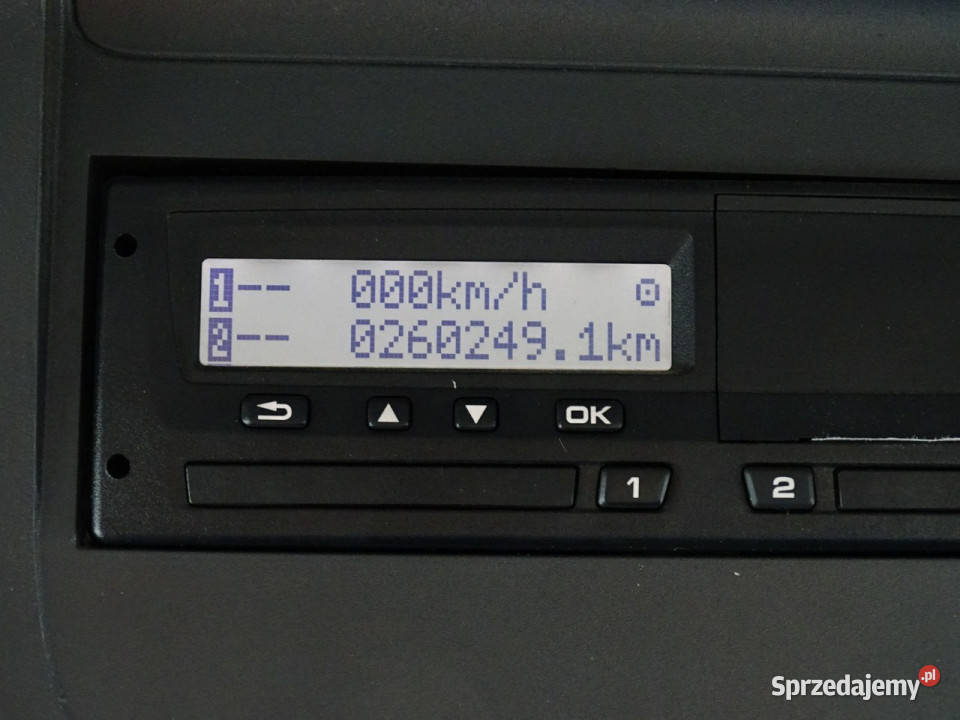 1-- 000km/h
2-- 0260249.1km
OK
1 2
Sprzedajemy.pl